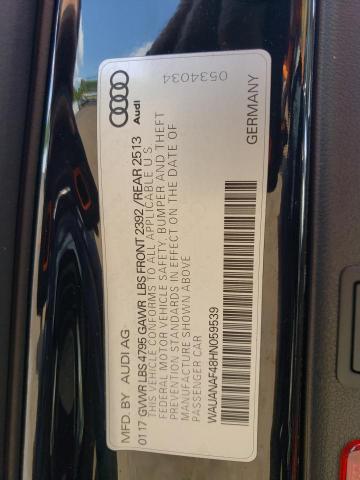 MFD BY AUDI AG
0117 GVWR LBS 4795 GAWR LBS FRONT 2392 /REAR 2513
THIS VEHICLE CONFORMS TO ALL APPLICABLE U S
FEDERAL MOTOR VEHICLE SAFETY, BUMPER AND THEFT
PREVENTION STANDARDS IN EFFECT ON THE DATE OF
MANUFACTURE SHOWN ABOVE
PASSENGER CAR
WAUANAF48HN059539
GERMANY
Audi
0534034